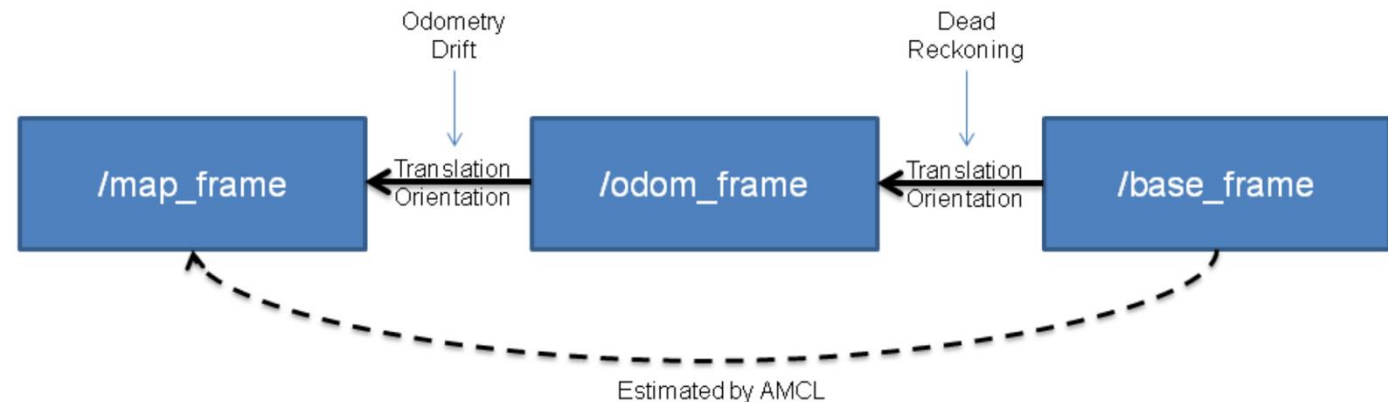 Odometry
Drift
Dead
Reckoning
/map_frame
Translation
Orientation
/odom_frame
Translation
Orientation
/base_frame
Estimated by AMCL